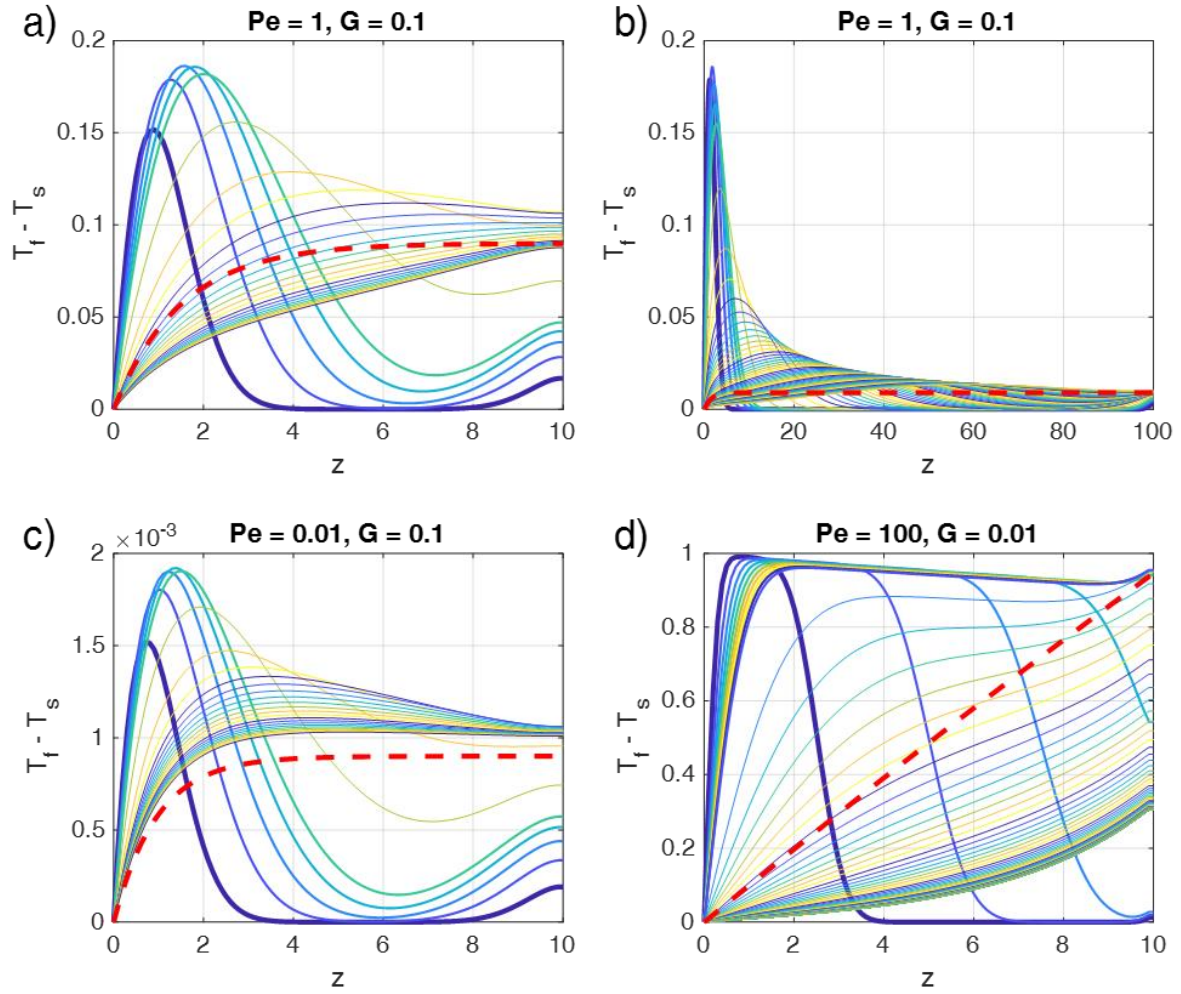 a)
Pe = 1, G = 0.1
0.2
0.15
0.1
0.05
0
T_f - T_s
0 2 4 6 8 10
z
b)
Pe = 1, G = 0.1
0.2
0.15
0.1
0.05
0
T_f - T_s
0 20 40 60 80 100
z
c)
Pe = 0.01, G = 0.1
× 10^-3
2
1.5
1
0.5
0
T_f - T_s
0 2 4 6 8 10
z
d)
Pe = 100, G = 0.01
1
0.8
0.6
0.4
0.2
0
T_f - T_s
0 2 4 6 8 10
z